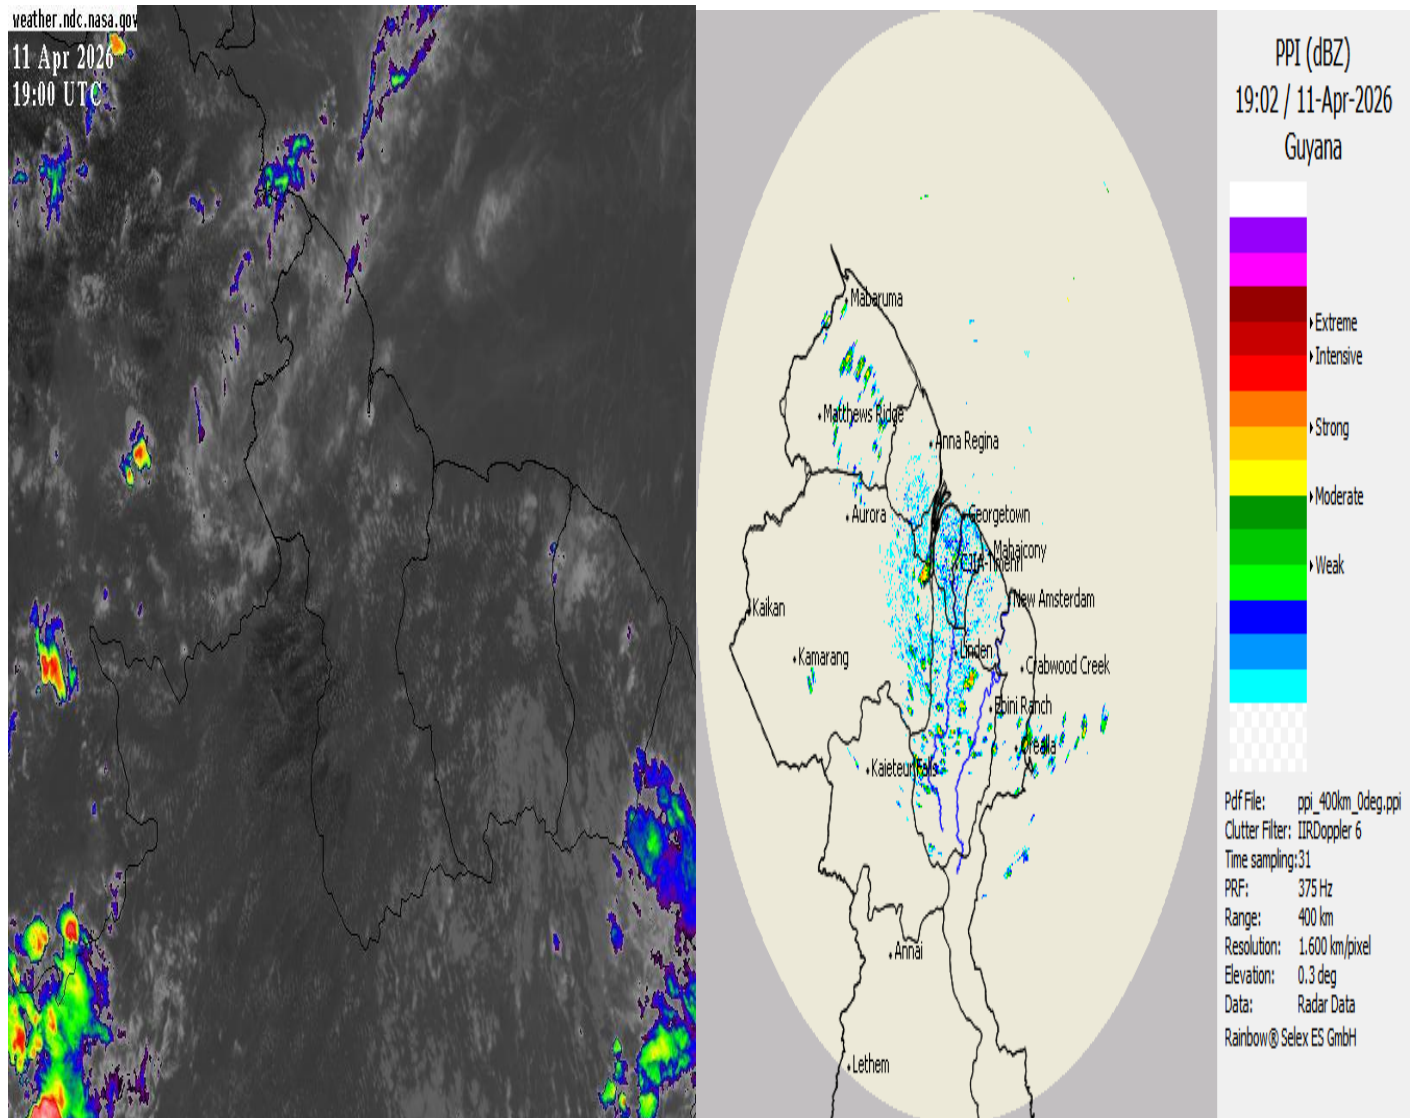 weather.ndc.nasa.gov
11 Apr 2026
19:00 UTC
PPI (dBZ)
19:02 / 11-Apr-2026
Guyana
Extreme
Intensive
Strong
Moderate
Weak
Mabaruma
Matthews Ridge
Anna Regina
Aurora
Georgetown
Mahaicony
CJIA-Timehri
Kaikan
New Amsterdam
Kamarang
Linden
Crabwood Creek
Ebini Ranch
Orealla
Kaieteur Falls
Annai
Lethem
Pdf File: ppi_400km_0deg.ppi
Clutter Filter: IIRDoppler 6
Time sampling:31
PRF: 375 Hz
Range: 400 km
Resolution: 1.600 km/pixel
Elevation: 0.3 deg
Data: Radar Data
Rainbow® Selex ES GmbH